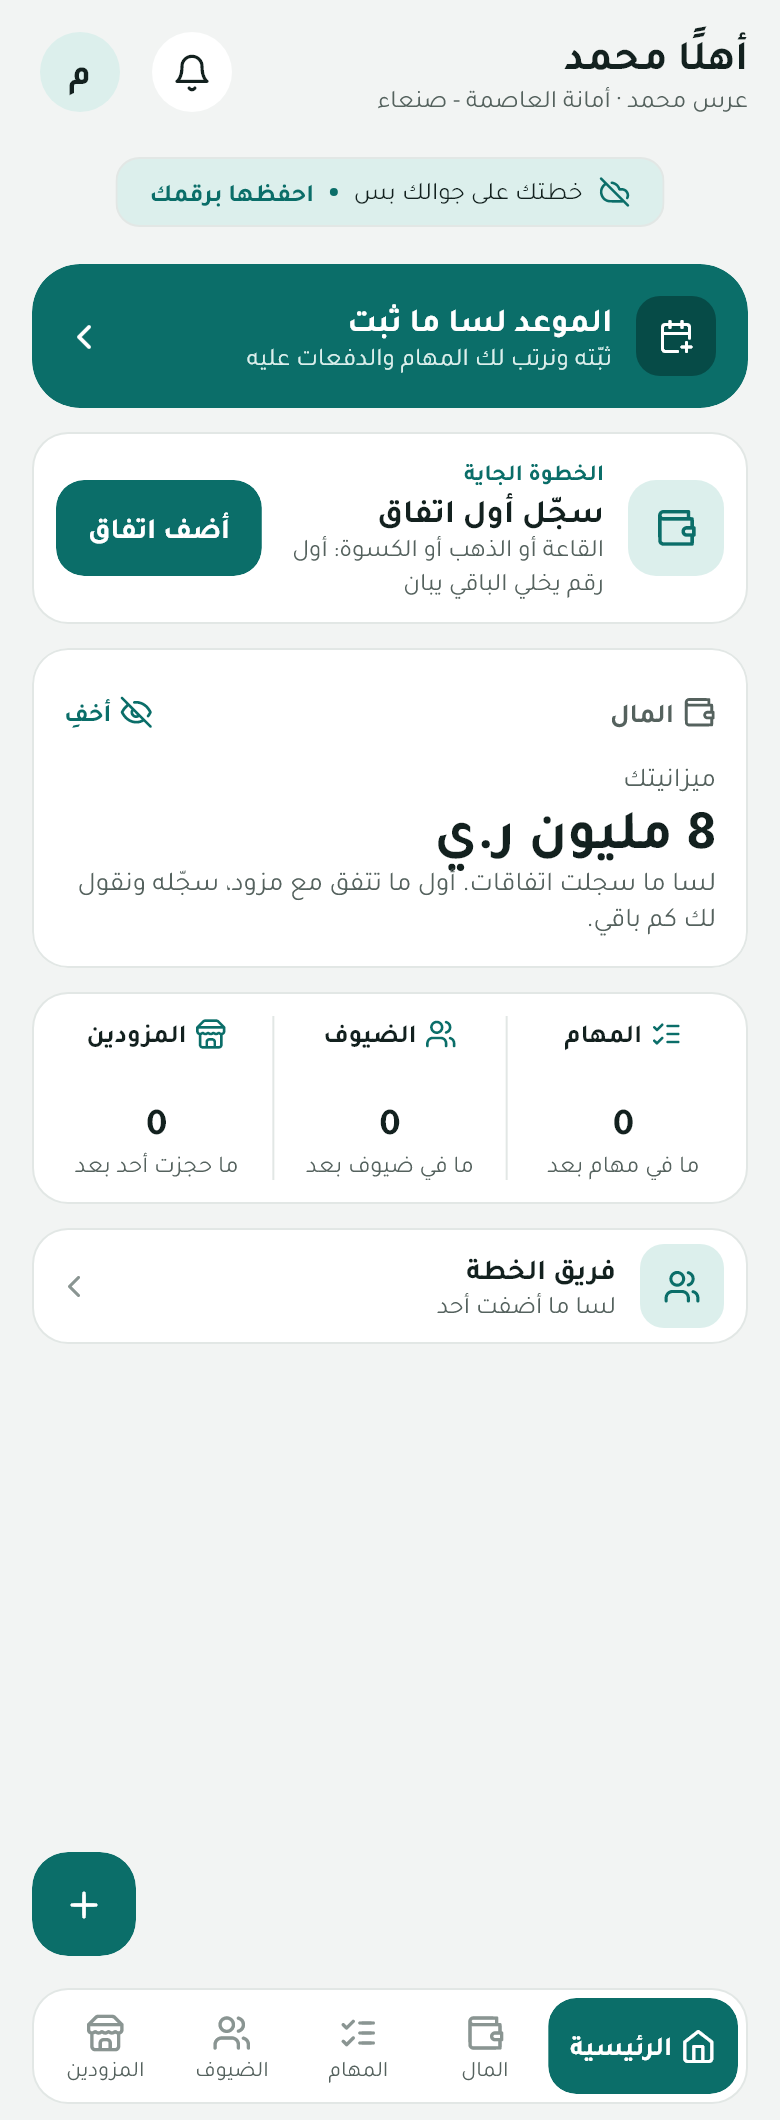 أهلًا محمد
م
عرس محمد · أمانة العاصمة - صنعاء
خطتك على جوالك بس • احفظها برقمك
الموعد لسا ما ثبت
ثبّته ونرتب لك المهام والدفعات عليه
الخطوة الجاية
سجّل أول اتفاق
القاعة أو الذهب أو الكسوة: أول
رقم يخلي الباقي يبان
أضف اتفاق
المال
أخفِ
ميزانيتك
8 مليون ر.ي
لسا ما سجلت اتفاقات. أول ما تتفق مع مزود، سجّله ونقول
لك كم باقي.
المهام
0
ما في مهام بعد
الضيوف
0
ما في ضيوف بعد
المزودين
0
ما حجزت أحد بعد
فريق الخطة
لسا ما أضفت أحد
الرئيسية
المال
المهام
الضيوف
المزودين